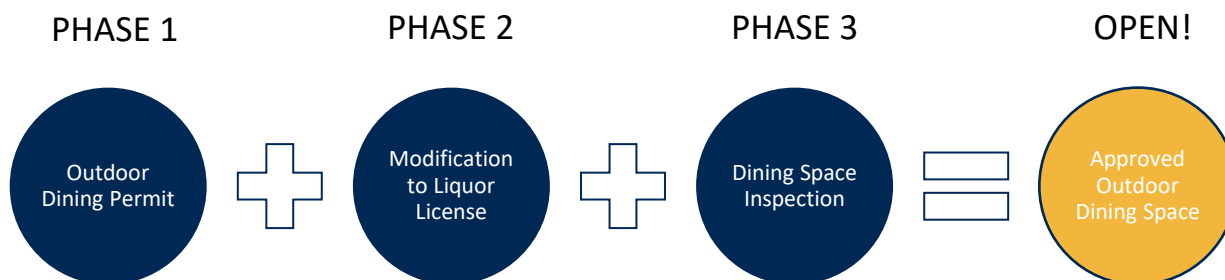 PHASE 1
PHASE 2
PHASE 3
OPEN!
Outdoor
Dining Permit
Modification
to Liquor
License
Dining Space
Inspection
Approved
Outdoor
Dining Space